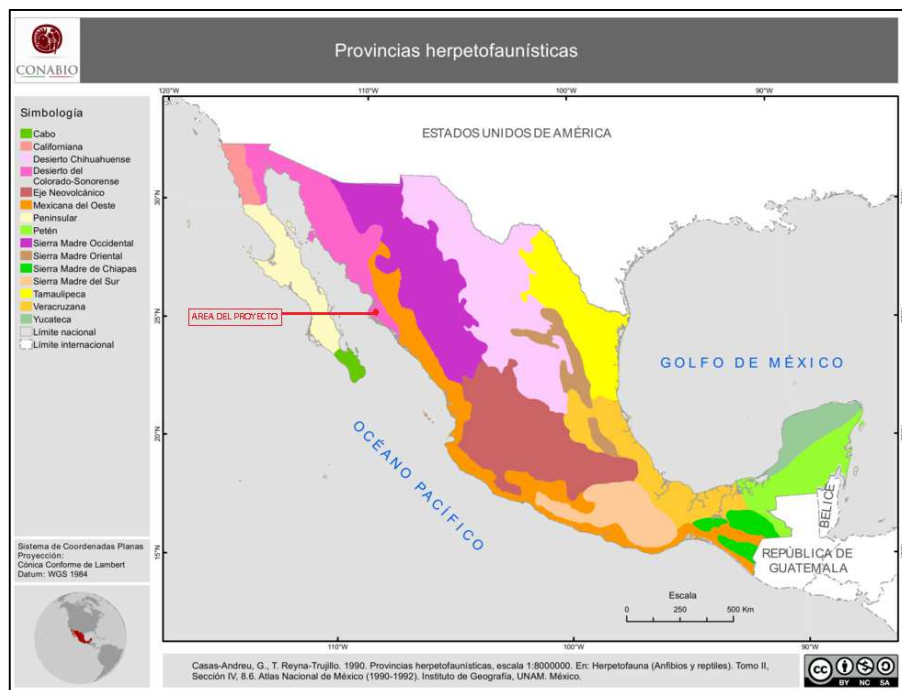 CONABIO
Provincias herpetofaunísticas
120°W
110°W
100°W
90°W
Simbología
Cabo
Californiana
Desierto Chihuahuense
Desierto del
Colorado-Sonorense
Eje Neovolcánico
Mexicana del Oeste
Peninsular
Petén
Sierra Madre Occidental
Sierra Madre Oriental
Sierra Madre de Chiapas
Sierra Madre del Sur
Tamaulipeca
Veracruzana
Yucateca
Límite nacional
Límite internacional
ESTADOS UNIDOS DE AMÉRICA
30°N
25°N
20°N
15°N
AREA DEL PROYECTO
GOLFO DE MÉXICO
OCÉANO PACÍFICO
BELICE
REPÚBLICA DE
GUATEMALA
Escala
0 250 500 Km
Sistema de Coordenadas Planas
Proyección:
Cónica Conforme de Lambert
Datum: WGS 1984
110°W
100°W
90°W
Casas-Andreu, G., T. Reyna-Trujillo. 1990. Provincias herpetofaunísticas, escala 1:8000000. En: Herpetofauna (Anfibios y reptiles). Tomo II,
Sección IV, 8.6. Atlas Nacional de México (1990-1992). Instituto de Geografía, UNAM. México.
CC
BY NC SA